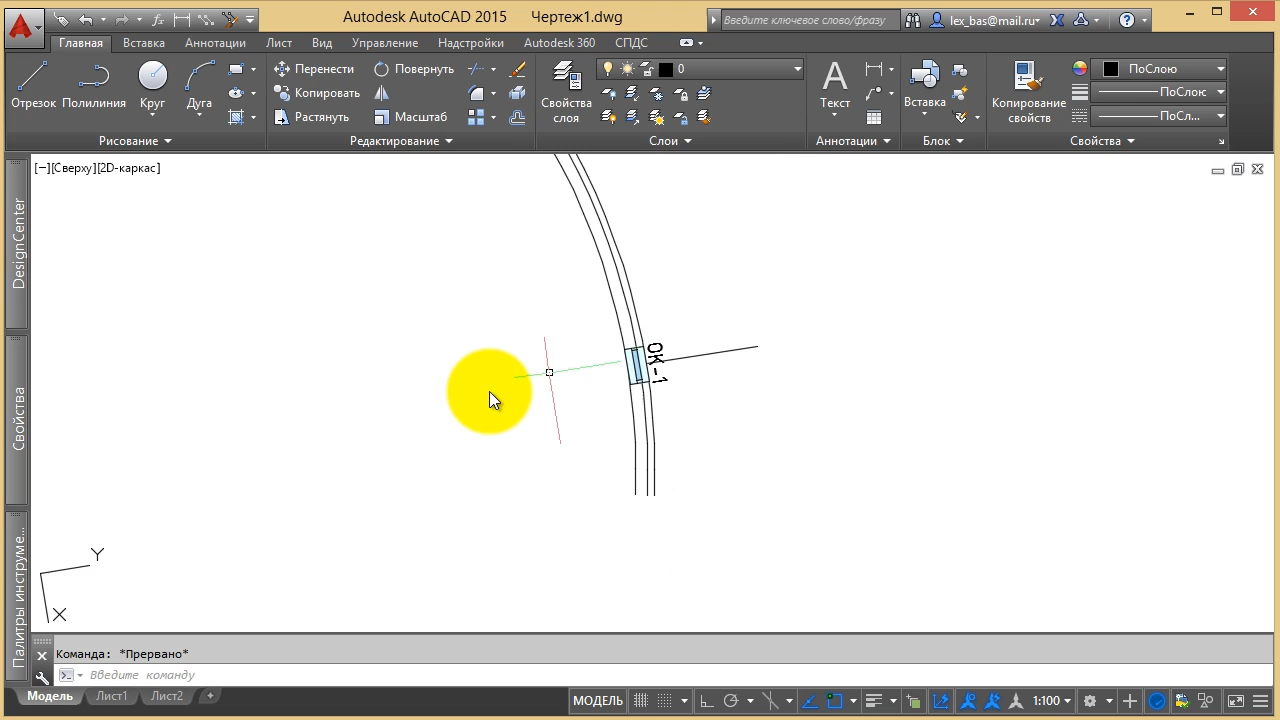 Autodesk AutoCAD 2015 Чертеж1.dwg
Введите ключевое слово/фразу
lex_bas@mail.ru
Главная Вставка Аннотации Лист Вид Управление Надстройки Autodesk 360 СПДС
Отрезок Полилиния Круг Дуга
Перенести Повернуть
Копировать
Растянуть Масштаб
Свойства слоя
0
Текст
Вставка
Копирование свойств
ПоСлою
ПоСлою
ПоСл...
Рисование Редактирование Слои Аннотации Блок Свойства
[−][Сверху][2D-каркас]
DesignCenter
Свойства
Палитры инструме...
ОК-1
Y
X
Команда: *Прервано*
Введите команду
Модель Лист1 Лист2
МОДЕЛЬ 1:100